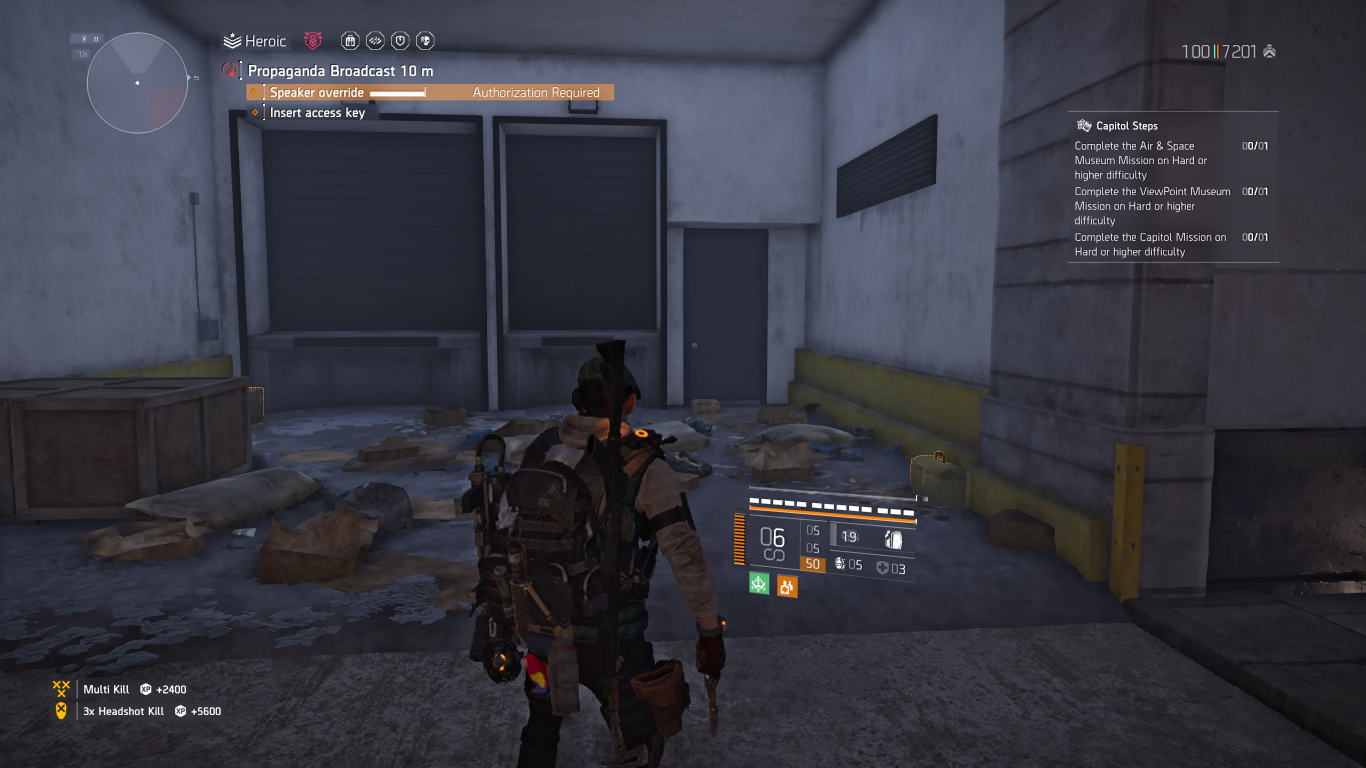 Heroic
Propaganda Broadcast 10 m
Speaker override Authorization Required
Insert access key
100 7201
Capitol Steps
Complete the Air & Space 00/01
Museum Mission on Hard or
higher difficulty
Complete the ViewPoint Museum 00/01
Mission on Hard or higher
difficulty
Complete the Capitol Mission on 00/01
Hard or higher difficulty
06
05
05
50
19
05
03
Multi Kill XP +2400
3x Headshot Kill XP +5600